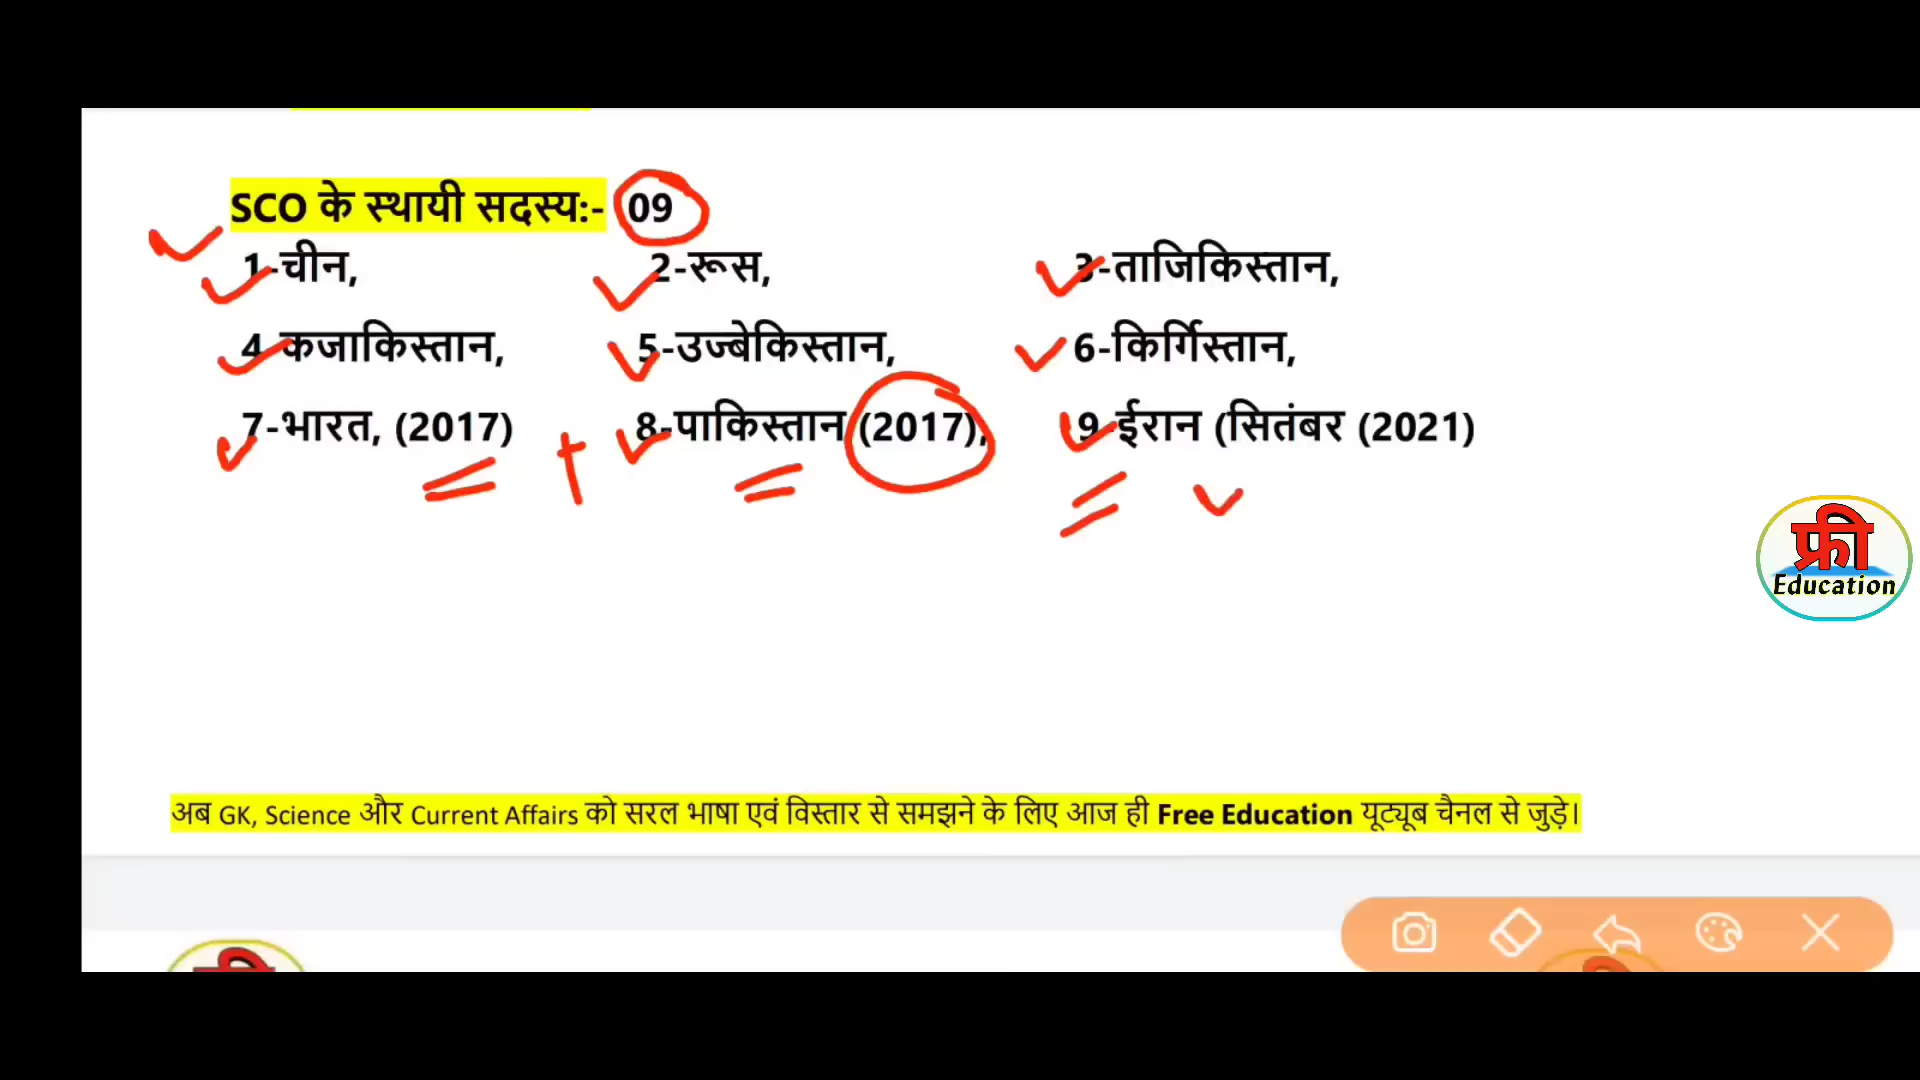 SCO के स्थायी सदस्य:- 09
1-चीन, 2-रूस, 3-ताजिकिस्तान,
4-कजाकिस्तान, 5-उज्बेकिस्तान, 6-किर्गिस्तान,
7-भारत, (2017) 8-पाकिस्तान (2017), 9-ईरान (सितंबर (2021)
फ्री
Education
अब GK, Science और Current Affairs को सरल भाषा एवं विस्तार से समझने के लिए आज ही Free Education यूट्यूब चैनल से जुड़े।